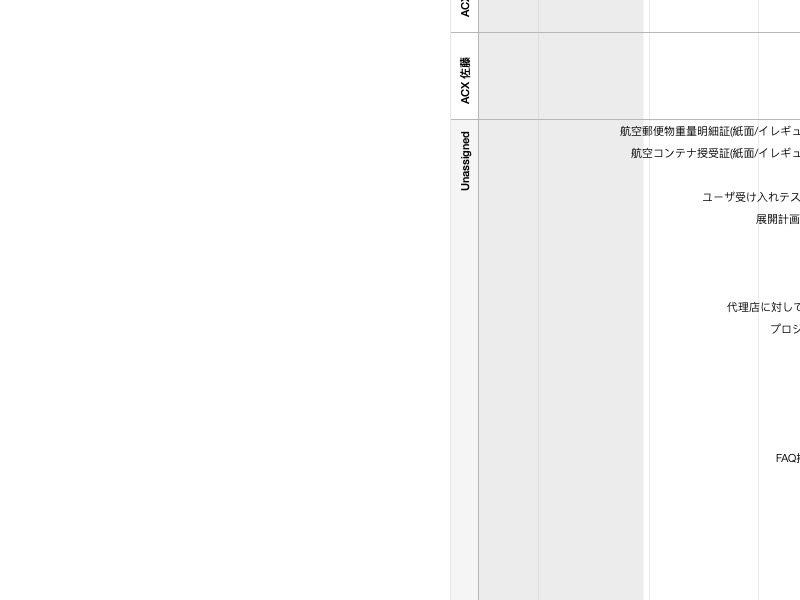 ACX
ACX 佐藤
Unassigned
航空郵便物重量明細証(紙面/イレギュ
航空コンテナ授受証(紙面/イレギュ
ユーザ受け入れテス
展開計画
代理店に対して
プロジ
FAQ